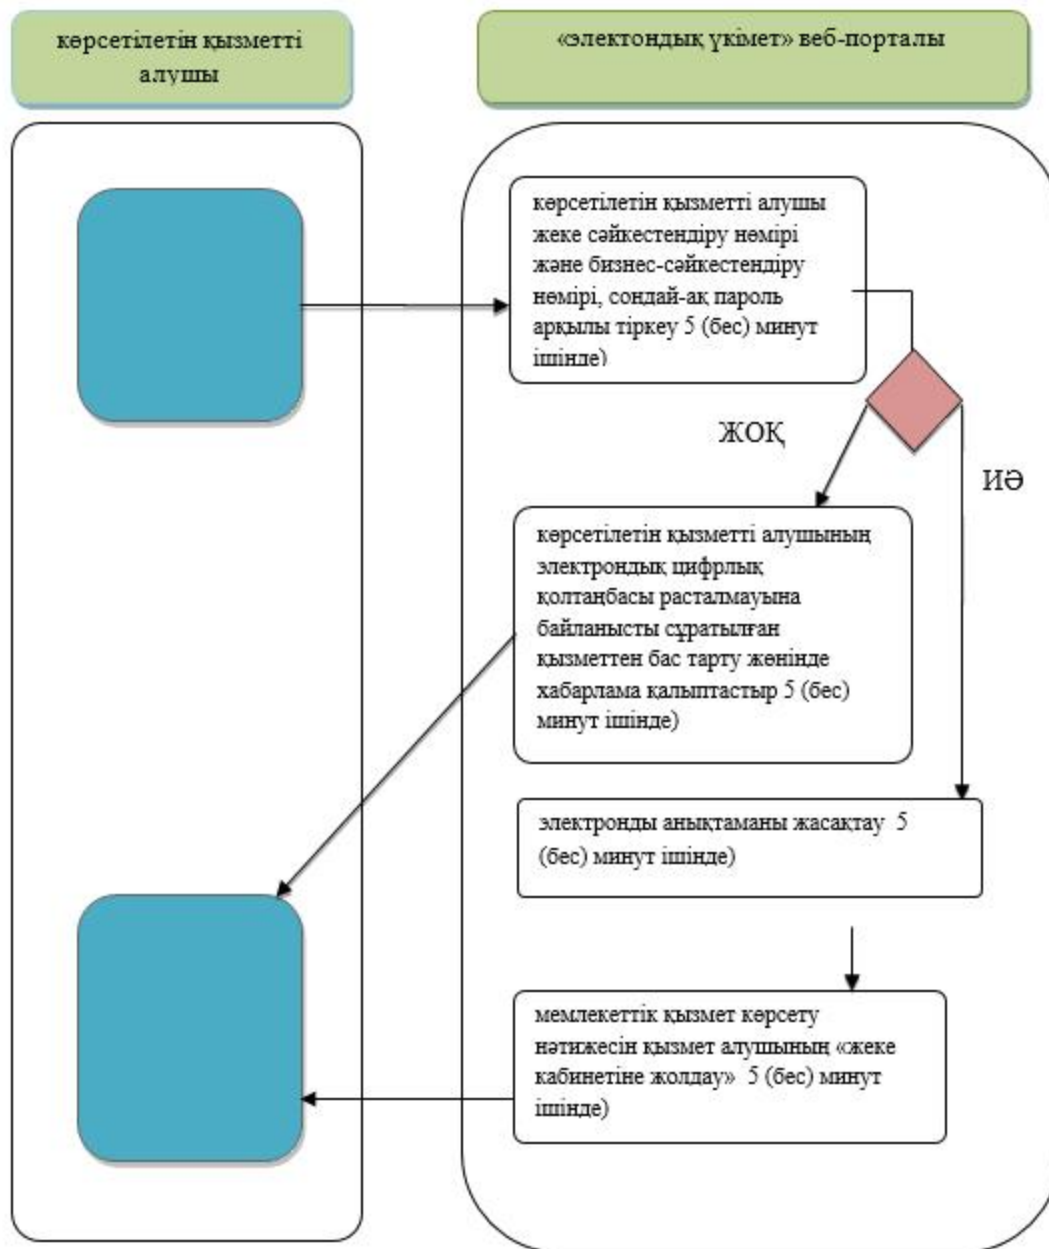 көрсетілетін қызметті
алушы
«электондық үкімет» веб-порталы
көрсетілетін қызметті алушы
жеке сәйкестендіру нөмірі
және бизнес-сәйкестендіру
нөмірі, сондай-ақ пароль
арқылы тіркеу 5 (бес) минут
ішінде)
ЖОҚ
ИӘ
көрсетілетін қызметті алушының
электрондық цифрлық
қолтаңбасы расталмауына
байланысты сұратылған
қызметтен бас тарту жөнінде
хабарлама қалыптастыр 5 (бес)
минут ішінде)
электронды анықтаманы жасақтау 5
(бес) минут ішінде)
мемлекеттік қызмет көрсету
нәтижесін қызмет алушының «жеке
кабинетіне жолдау» 5 (бес) минут
ішінде)